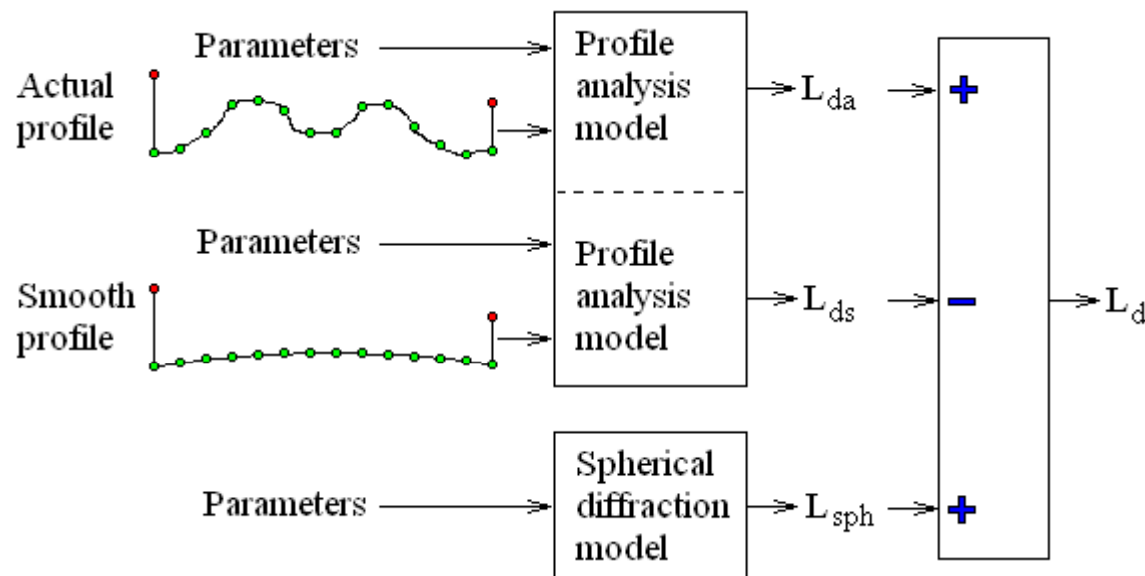 Parameters
Actual
profile
Profile
analysis
model
L_da
+
Parameters
Smooth
profile
Profile
analysis
model
L_ds
−
L_d
Parameters
Spherical
diffraction
model
L_sph
+